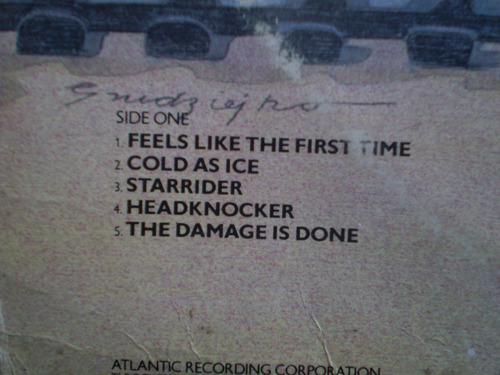 SIDE ONE
1. FEELS LIKE THE FIRST TIME
2. COLD AS ICE
3. STARRIDER
4. HEADKNOCKER
5. THE DAMAGE IS DONE
ATLANTIC RECORDING CORPORATION